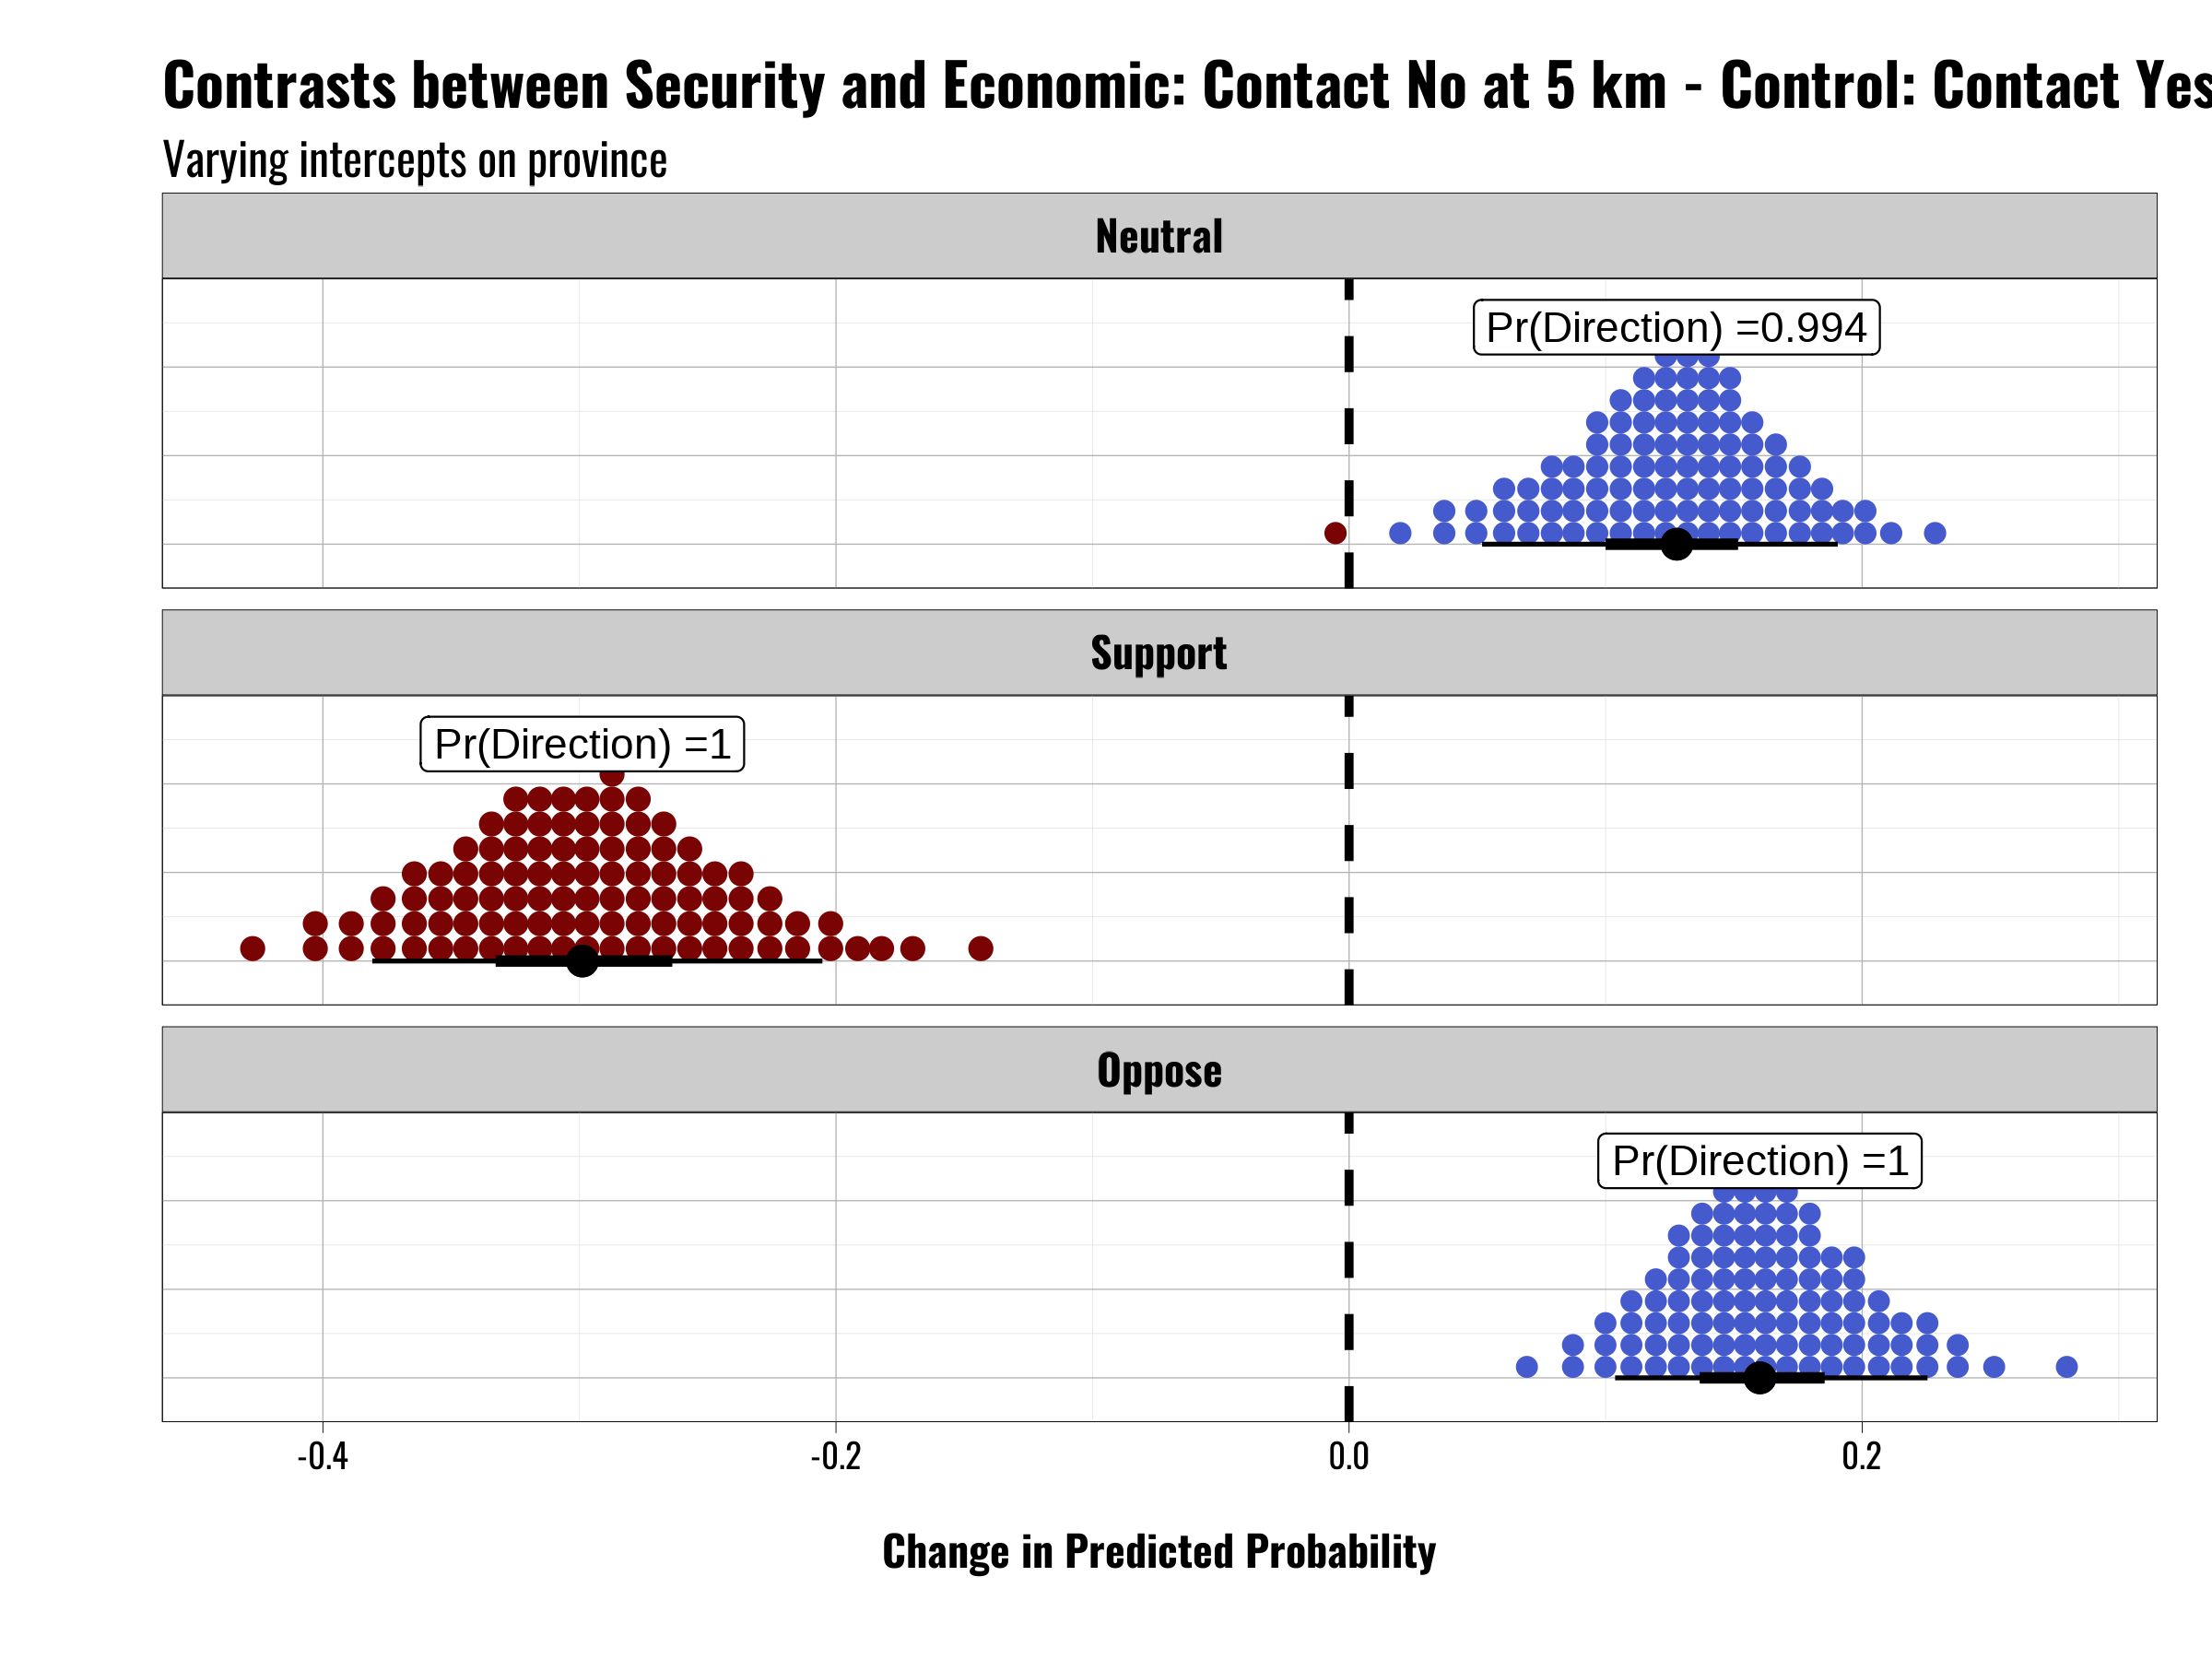 Contrasts between Security and Economic: Contact No at 5 km - Control: Contact Yes
Varying intercepts on province
Neutral
Pr(Direction) =0.994
Support
Pr(Direction) =1
Oppose
Pr(Direction) =1
-0.4 -0.2 0.0 0.2
Change in Predicted Probability